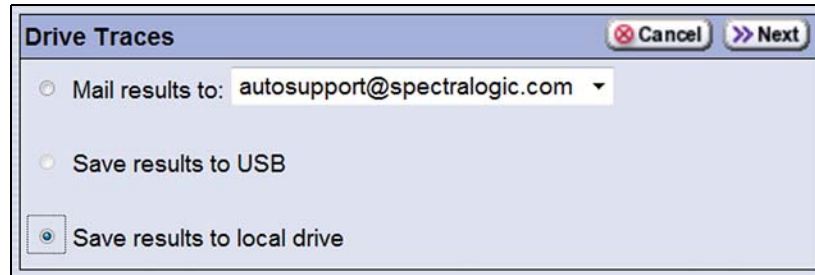 Drive Traces Cancel Next
Mail results to: autosupport@spectralogic.com
Save results to USB
Save results to local drive